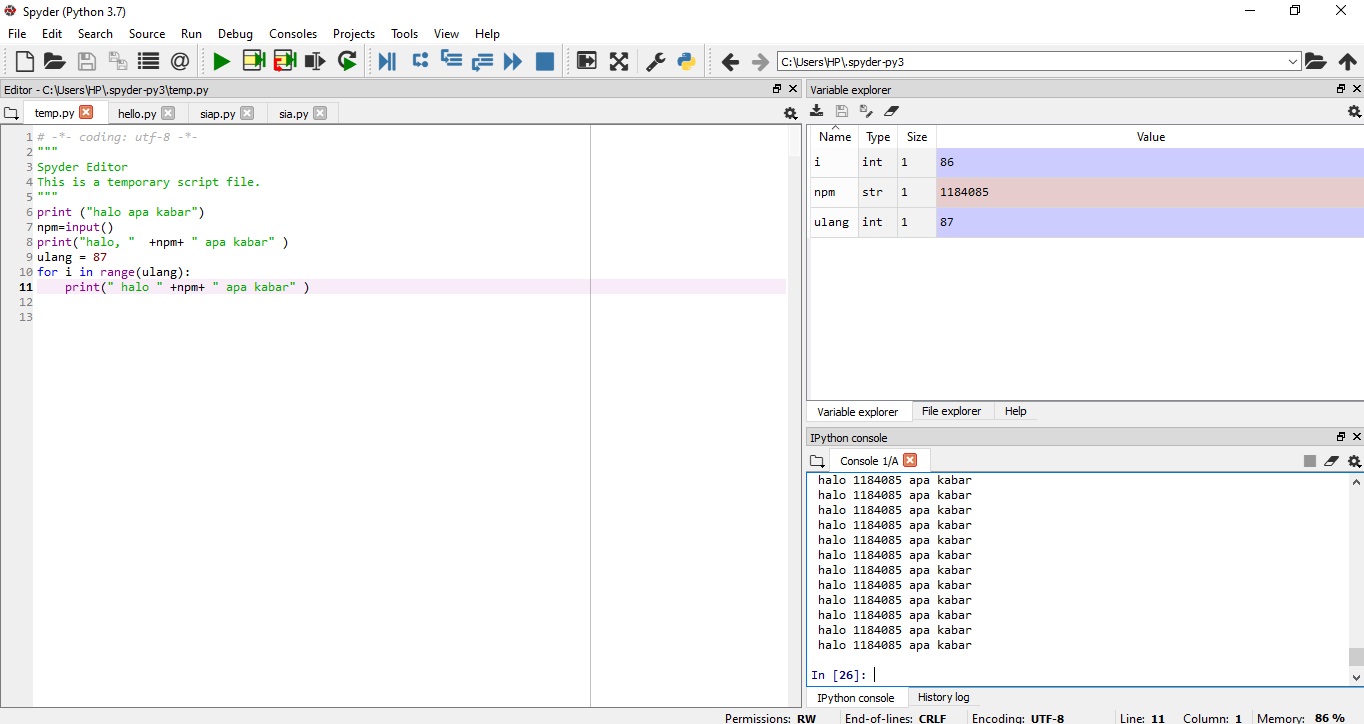 Spyder (Python 3.7)
File Edit Search Source Run Debug Consoles Projects Tools View Help
C:\Users\HP\.spyder-py3
Editor - C:\Users\HP\.spyder-py3\temp.py
temp.py hello.py siap.py sia.py
1 # -*- coding: utf-8 -*-
2 """
3 Spyder Editor
4 This is a temporary script file.
5 """
6 print ("halo apa kabar")
7 npm=input()
8 print("halo, "  +npm+ " apa kabar" )
9 ulang = 87
10 for i in range(ulang):
11     print(" halo " +npm+ " apa kabar" )
12
13
Variable explorer
Name Type Size Value
i int 1 86
npm str 1 1184085
ulang int 1 87
Variable explorer File explorer Help
IPython console
Console 1/A
halo 1184085 apa kabar
halo 1184085 apa kabar
halo 1184085 apa kabar
halo 1184085 apa kabar
halo 1184085 apa kabar
halo 1184085 apa kabar
halo 1184085 apa kabar
halo 1184085 apa kabar
halo 1184085 apa kabar
halo 1184085 apa kabar
halo 1184085 apa kabar
halo 1184085 apa kabar
In [26]:
IPython console History log
Permissions: RW End-of-lines: CRLF Encoding: UTF-8 Line: 11 Column: 1 Memory: 86 %